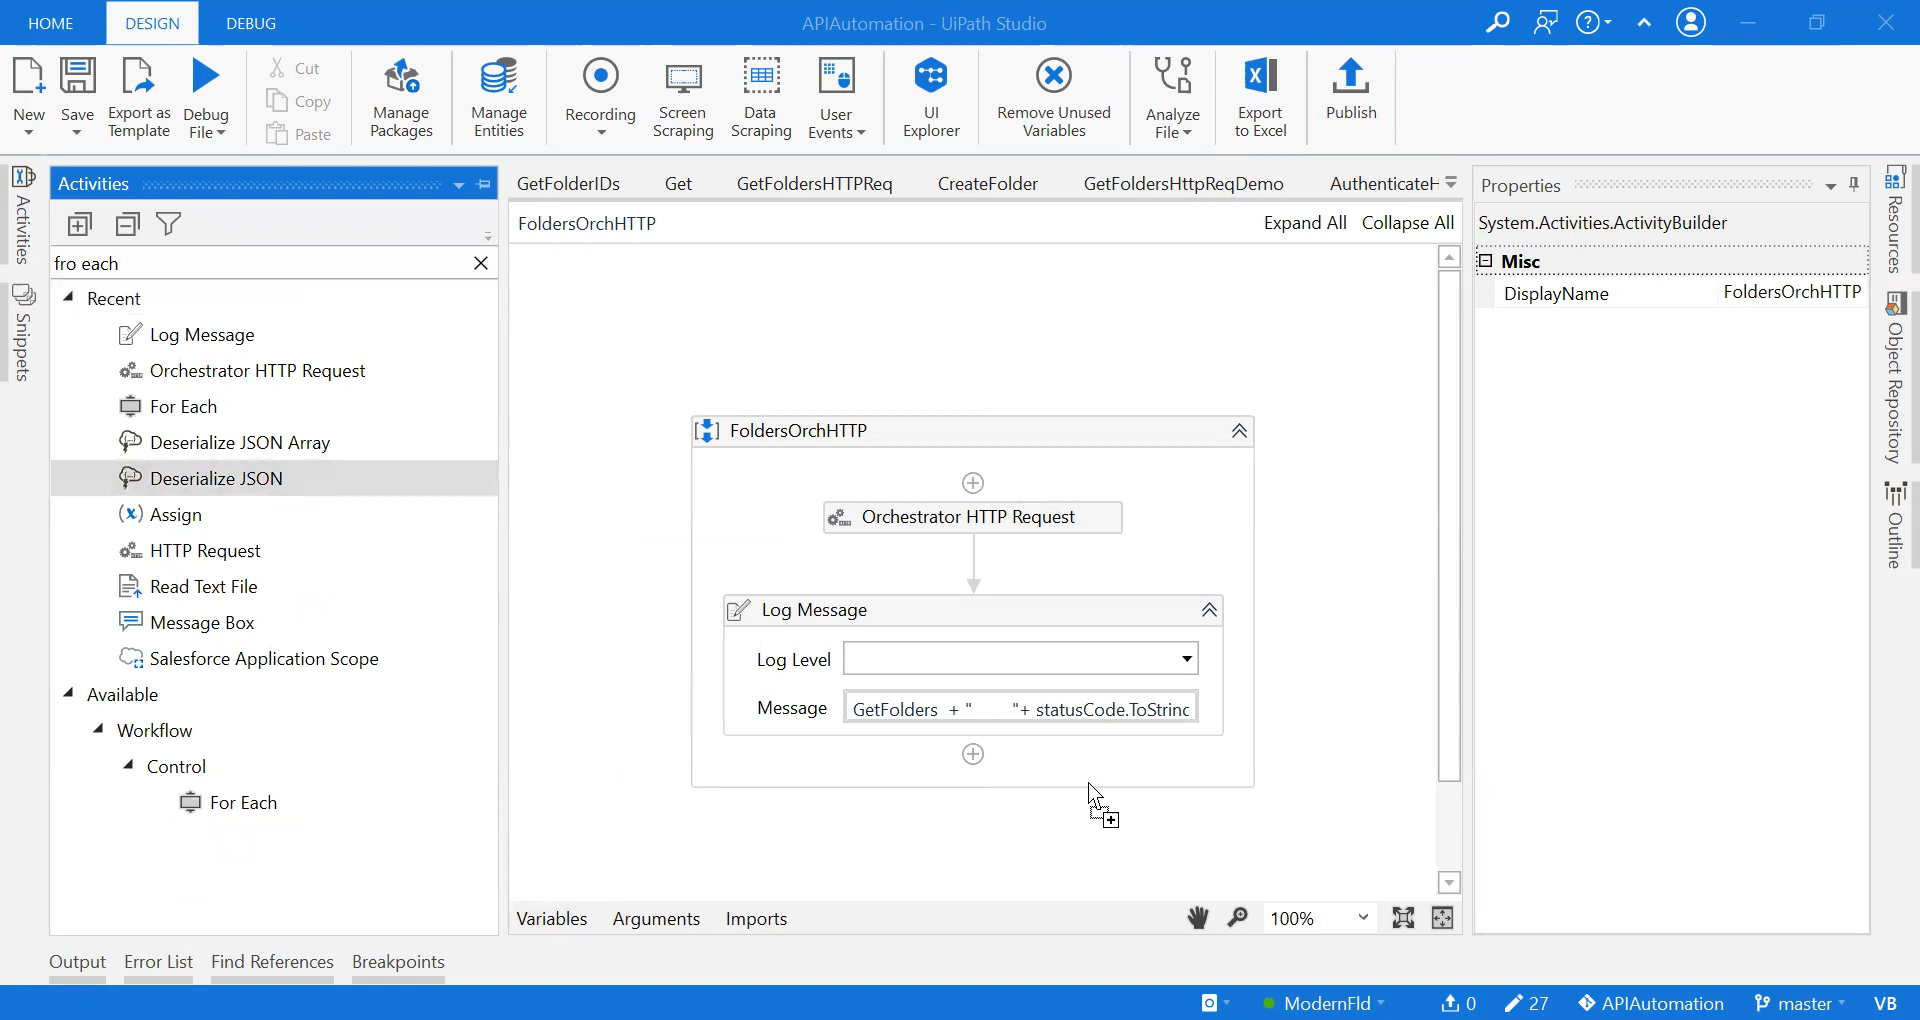 HOME DESIGN DEBUG APIAutomation - UiPath Studio
New Save Export as Template Debug File
Cut
Copy
Paste
Manage Packages
Manage Entities
Recording
Screen Scraping
Data Scraping
User Events
UI Explorer
Remove Unused Variables
Analyze File
Export to Excel
Publish
Activities
Snippets
Activities
fro each
Recent
Log Message
Orchestrator HTTP Request
For Each
Deserialize JSON Array
Deserialize JSON
Assign
HTTP Request
Read Text File
Message Box
Salesforce Application Scope
Available
Workflow
Control
For Each
GetFolderIDs Get GetFoldersHTTPReq CreateFolder GetFoldersHttpReqDemo AuthenticateH
FoldersOrchHTTP Expand All Collapse All
FoldersOrchHTTP
Orchestrator HTTP Request
Log Message
Log Level
Message GetFolders + " "+ statusCode.ToString
Variables Arguments Imports 100%
Properties
System.Activities.ActivityBuilder
Misc
DisplayName FoldersOrchHTTP
Resources
Object Repository
Outline
Output Error List Find References Breakpoints
ModernFld 0 27 APIAutomation master VB